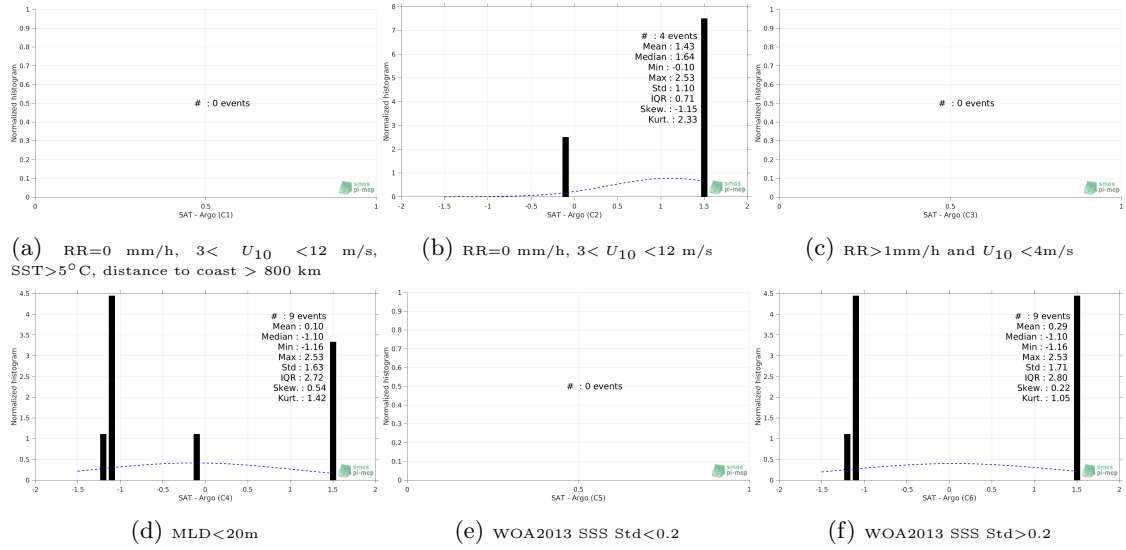 1
0.9
0.8
0.7
0.6
0.5
0.4
0.3
0.2
0.1
0
0
0.5
1
Normalized histogram
# : 0 events
smos
pi-mep
SAT - Argo (C1)
8
7
6
5
4
3
2
1
0
-2
-1.5
-1
-0.5
0
0.5
1
1.5
2
Normalized histogram
# : 4 events
Mean : 1.43
Median : 1.64
Min : -0.10
Max : 2.53
Std : 1.10
IQR : 0.71
Skew. : -1.15
Kurt. : 2.33
smos
pi-mep
SAT - Argo (C2)
1
0.9
0.8
0.7
0.6
0.5
0.4
0.3
0.2
0.1
0
0
0.5
1
Normalized histogram
# : 0 events
smos
pi-mep
SAT - Argo (C3)
(a) RR=0 mm/h, 3< U10 <12 m/s,
SST>5°C, distance to coast > 800 km
(b) RR=0 mm/h, 3< U10 <12 m/s
(c) RR>1mm/h and U10 <4m/s
4.5
4
3.5
3
2.5
2
1.5
1
0.5
0
-2
-1.5
-1
-0.5
0
0.5
1
1.5
2
Normalized histogram
# : 9 events
Mean : 0.10
Median : -1.10
Min : -1.16
Max : 2.53
Std : 1.63
IQR : 2.72
Skew. : 0.54
Kurt. : 1.42
smos
pi-mep
SAT - Argo (C4)
1
0.9
0.8
0.7
0.6
0.5
0.4
0.3
0.2
0.1
0
0
0.5
1
Normalized histogram
# : 0 events
smos
pi-mep
SAT - Argo (C5)
4.5
4
3.5
3
2.5
2
1.5
1
0.5
0
-2
-1.5
-1
-0.5
0
0.5
1
1.5
2
Normalized histogram
# : 9 events
Mean : 0.29
Median : -1.10
Min : -1.16
Max : 2.53
Std : 1.71
IQR : 2.80
Skew. : 0.22
Kurt. : 1.05
smos
pi-mep
SAT - Argo (C6)
(d) MLD<20m
(e) WOA2013 SSS Std<0.2
(f) WOA2013 SSS Std>0.2